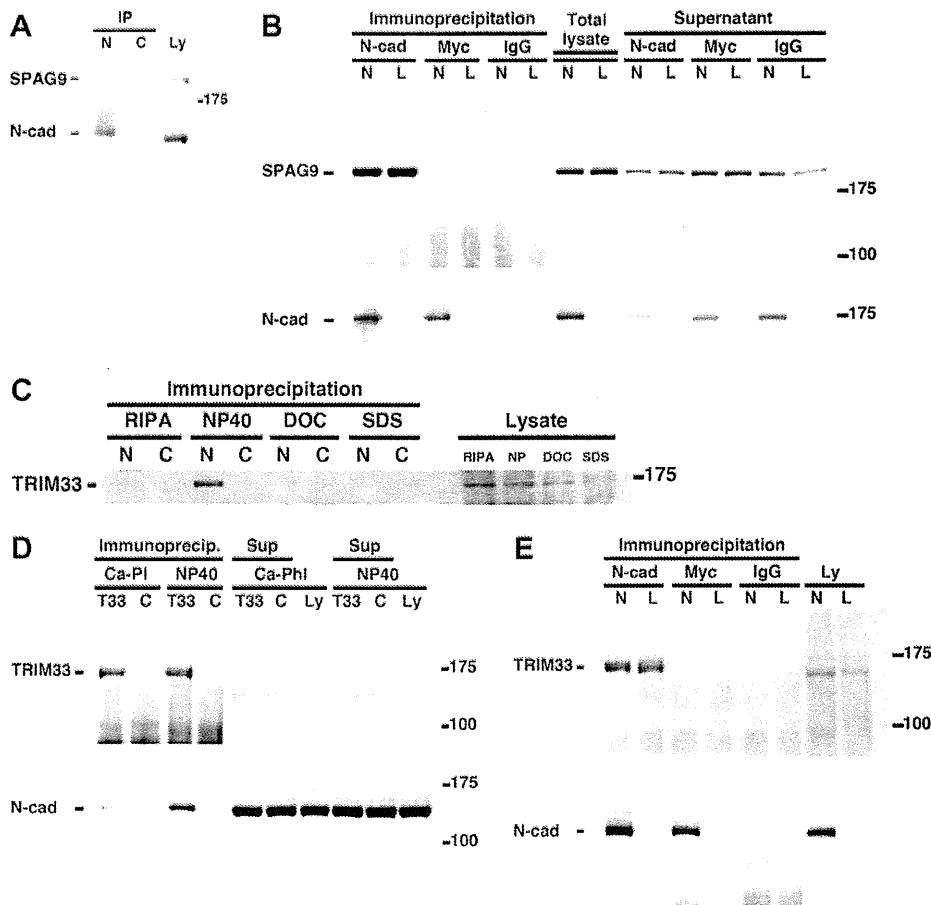 A
IP
N C Ly
SPAG9
-175
N-cad
B
Immunoprecipitation Total lysate Supernatant
N-cad Myc IgG N-cad Myc IgG
N L N L N L N L N L N L N L
SPAG9
-175
-100
N-cad
-175
C
Immunoprecipitation
RIPA NP40 DOC SDS Lysate
N C N C N C N C RIPA NP DOC SDS
TRIM33
-175
D
Immunoprecip. Sup Sup
Ca-Pl NP40 Ca-Phl NP40
T33 C T33 C T33 C Ly T33 C Ly
TRIM33
-175
-100
-175
N-cad
-100
E
Immunoprecipitation
N-cad Myc IgG Ly
N L N L N L N L
TRIM33
-175
-100
N-cad